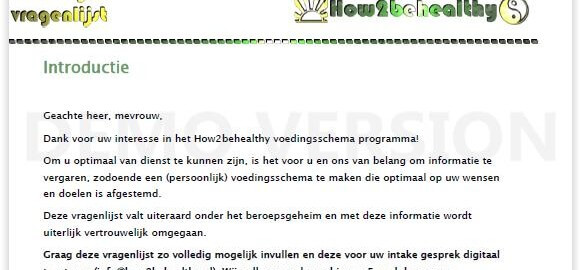 vragenlijst
How2behealthy
Introductie
DEMO VERSION
Geachte heer, mevrouw,
Dank voor uw interesse in het How2behealthy voedingsschema programma!
Om u optimaal van dienst te kunnen zijn, is het voor u en ons van belang om informatie te
vergaren, zodoende een (persoonlijk) voedingsschema te maken die optimaal op uw wensen
en doelen is afgestemd.
Deze vragenlijst valt uiteraard onder het beroepsgeheim en met deze informatie wordt
uiterlijk vertrouwelijk omgegaan.
Graag deze vragenlijst zo volledig mogelijk invullen en deze voor uw intake gesprek digitaal